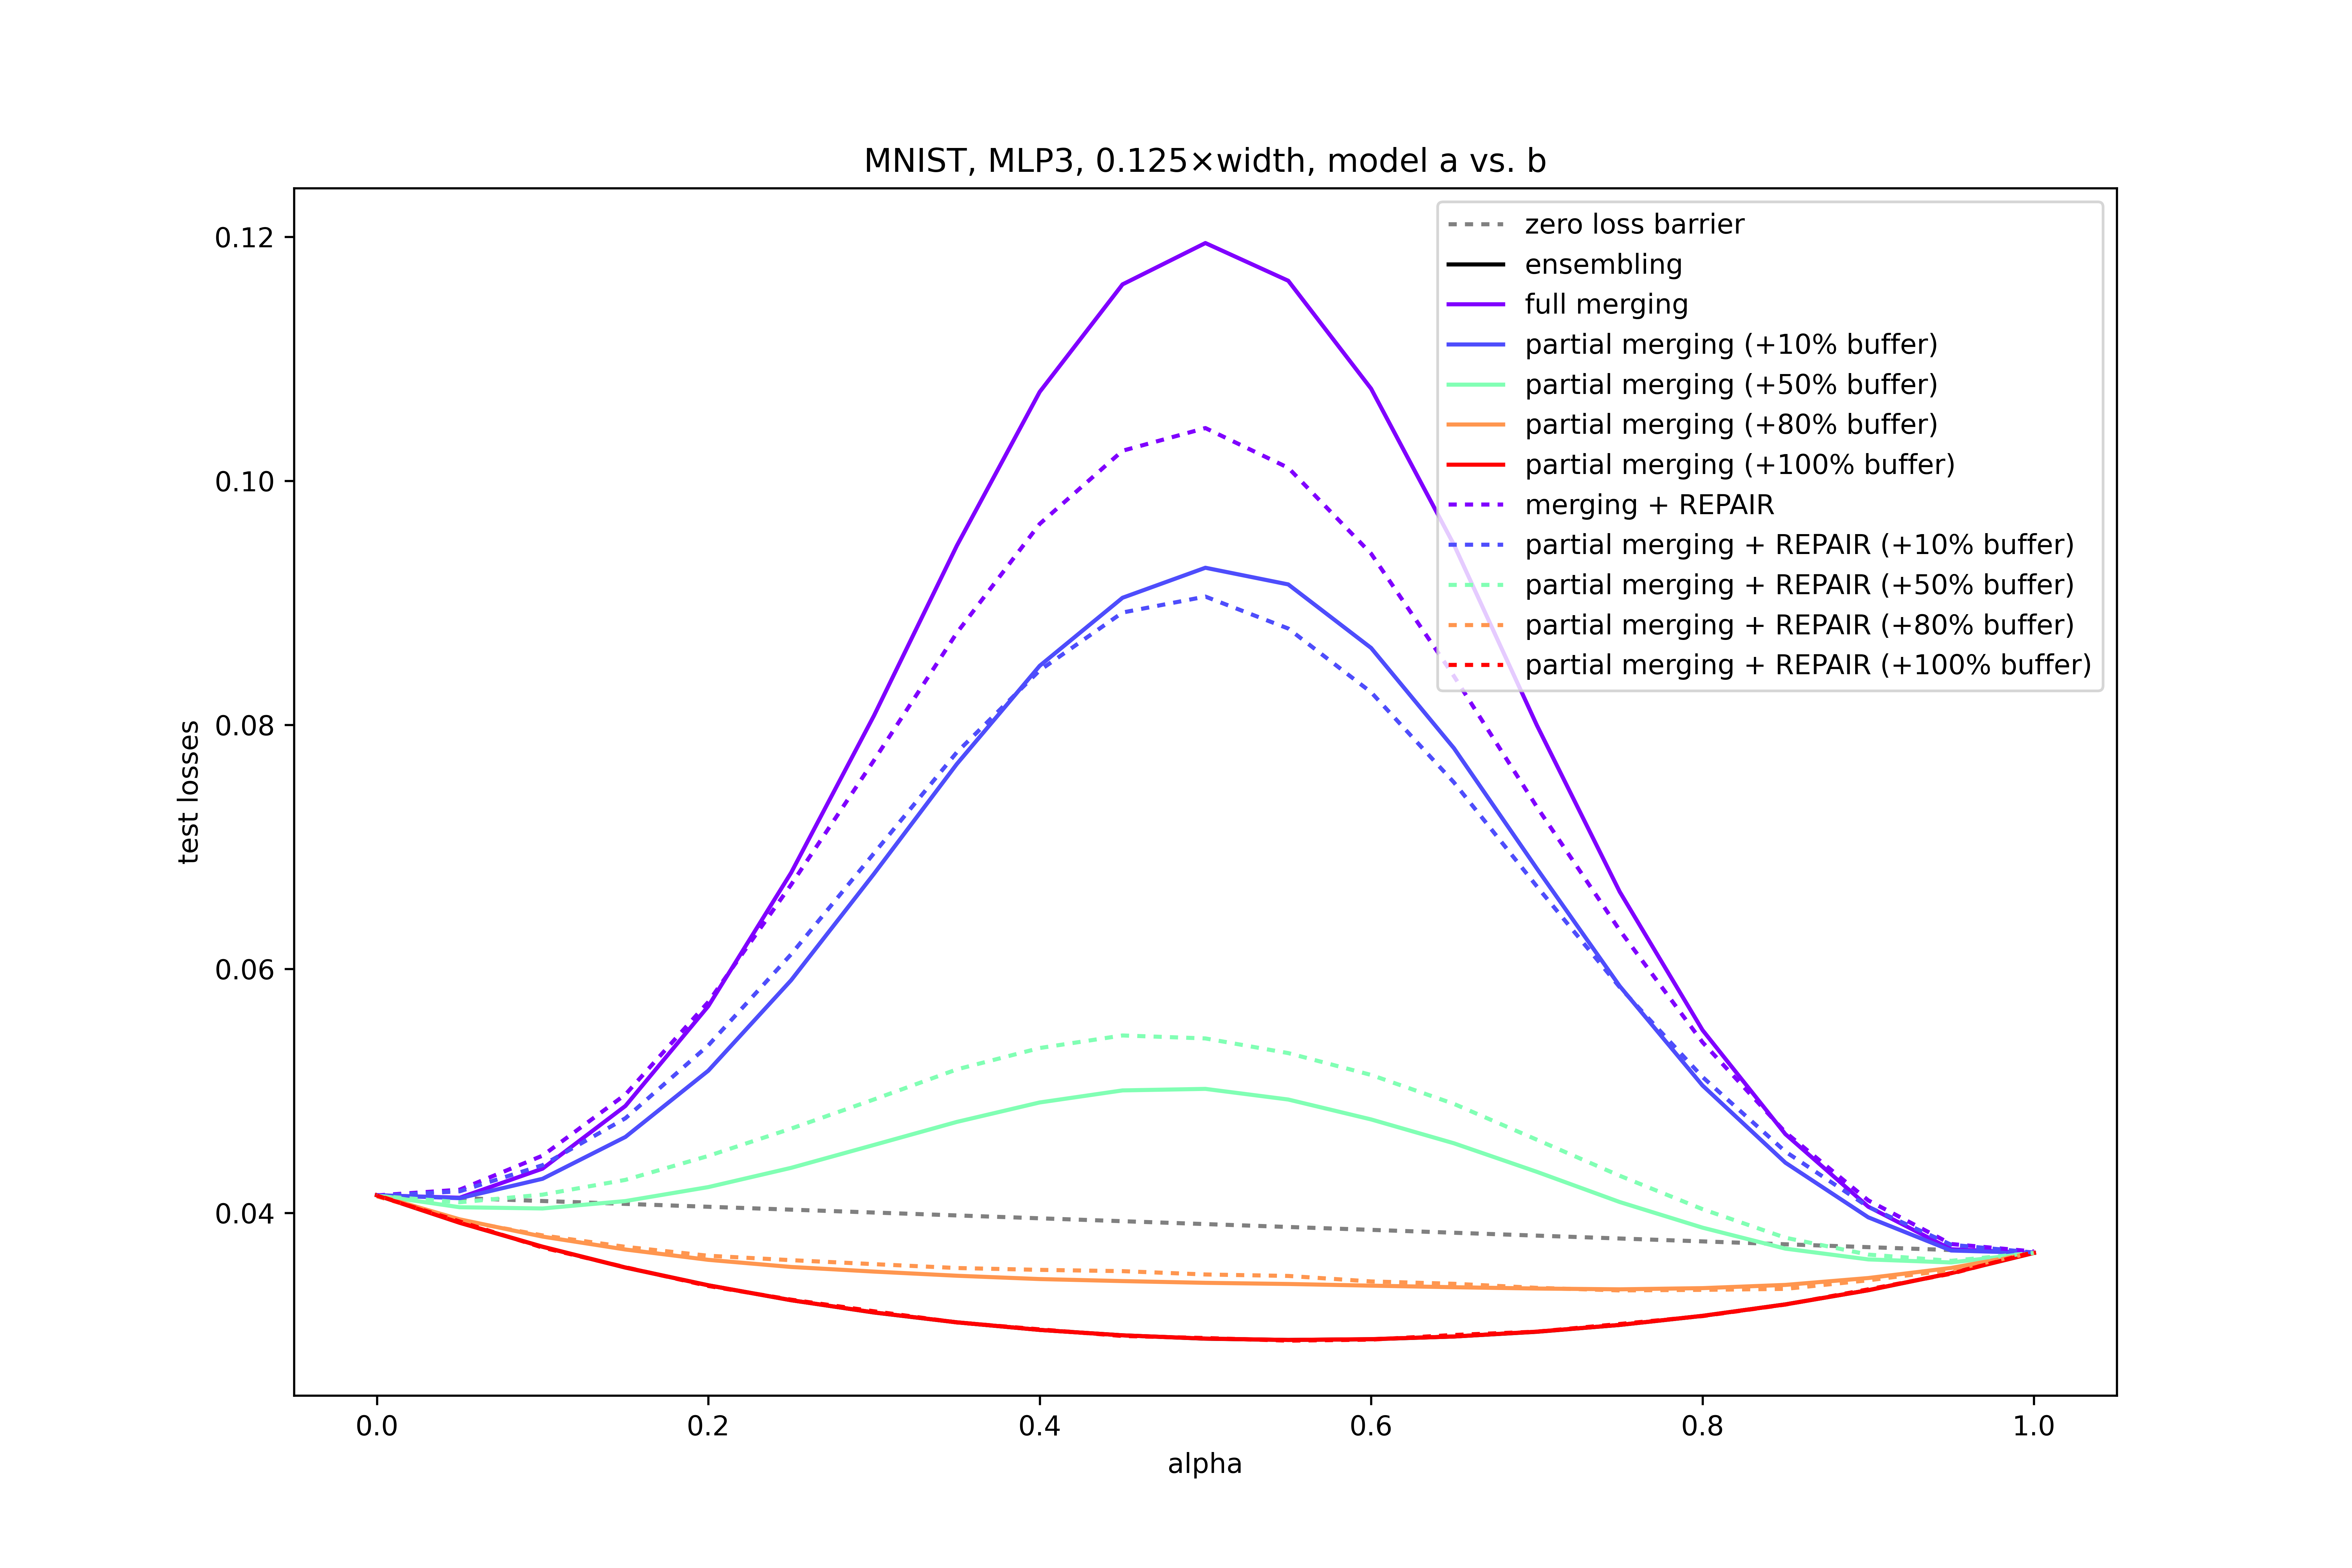 MNIST, MLP3, 0.125×width, model a vs. b
zero loss barrier
ensembling
full merging
partial merging (+10% buffer)
partial merging (+50% buffer)
partial merging (+80% buffer)
partial merging (+100% buffer)
merging + REPAIR
partial merging + REPAIR (+10% buffer)
partial merging + REPAIR (+50% buffer)
partial merging + REPAIR (+80% buffer)
partial merging + REPAIR (+100% buffer)
test losses
0.12
0.10
0.08
0.06
0.04
0.0 0.2 0.4 0.6 0.8 1.0
alpha